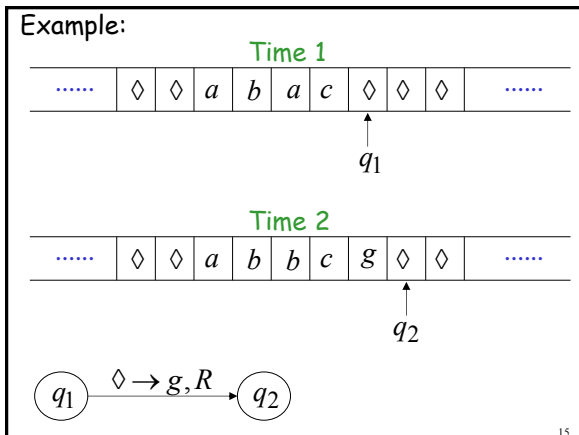 Example:
Time 1
...... ◊ ◊ a b a c ◊ ◊ ◊ ......
q1
Time 2
...... ◊ ◊ a b b c g ◊ ◊ ......
q2
◊ → g, R
q1 q2
15